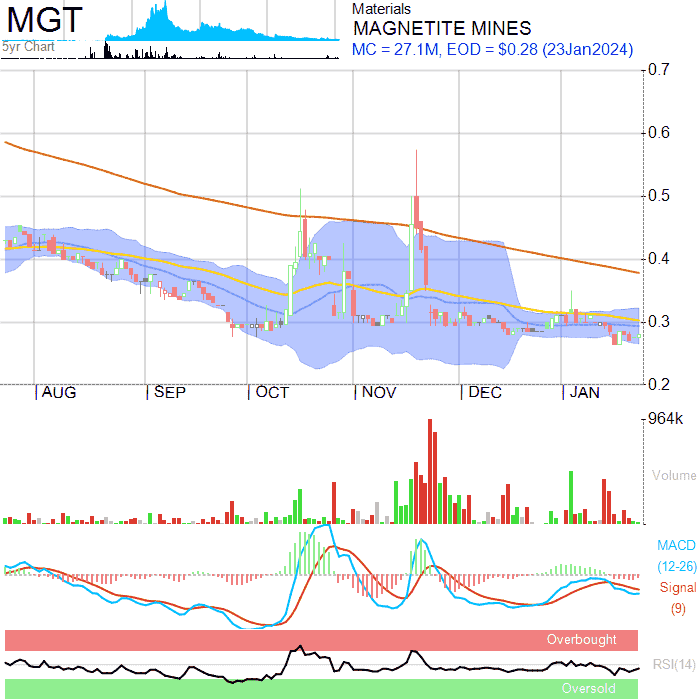 MGT
5yr Chart
Materials
MAGNETITE MINES
MC = 27.1M, EOD = $0.28 (23Jan2024)
0.7
0.6
0.5
0.4
0.3
0.2
AUG SEP OCT NOV DEC JAN
964k
Volume
MACD
(12-26)
Signal
(9)
Overbought
RSI(14)
Oversold